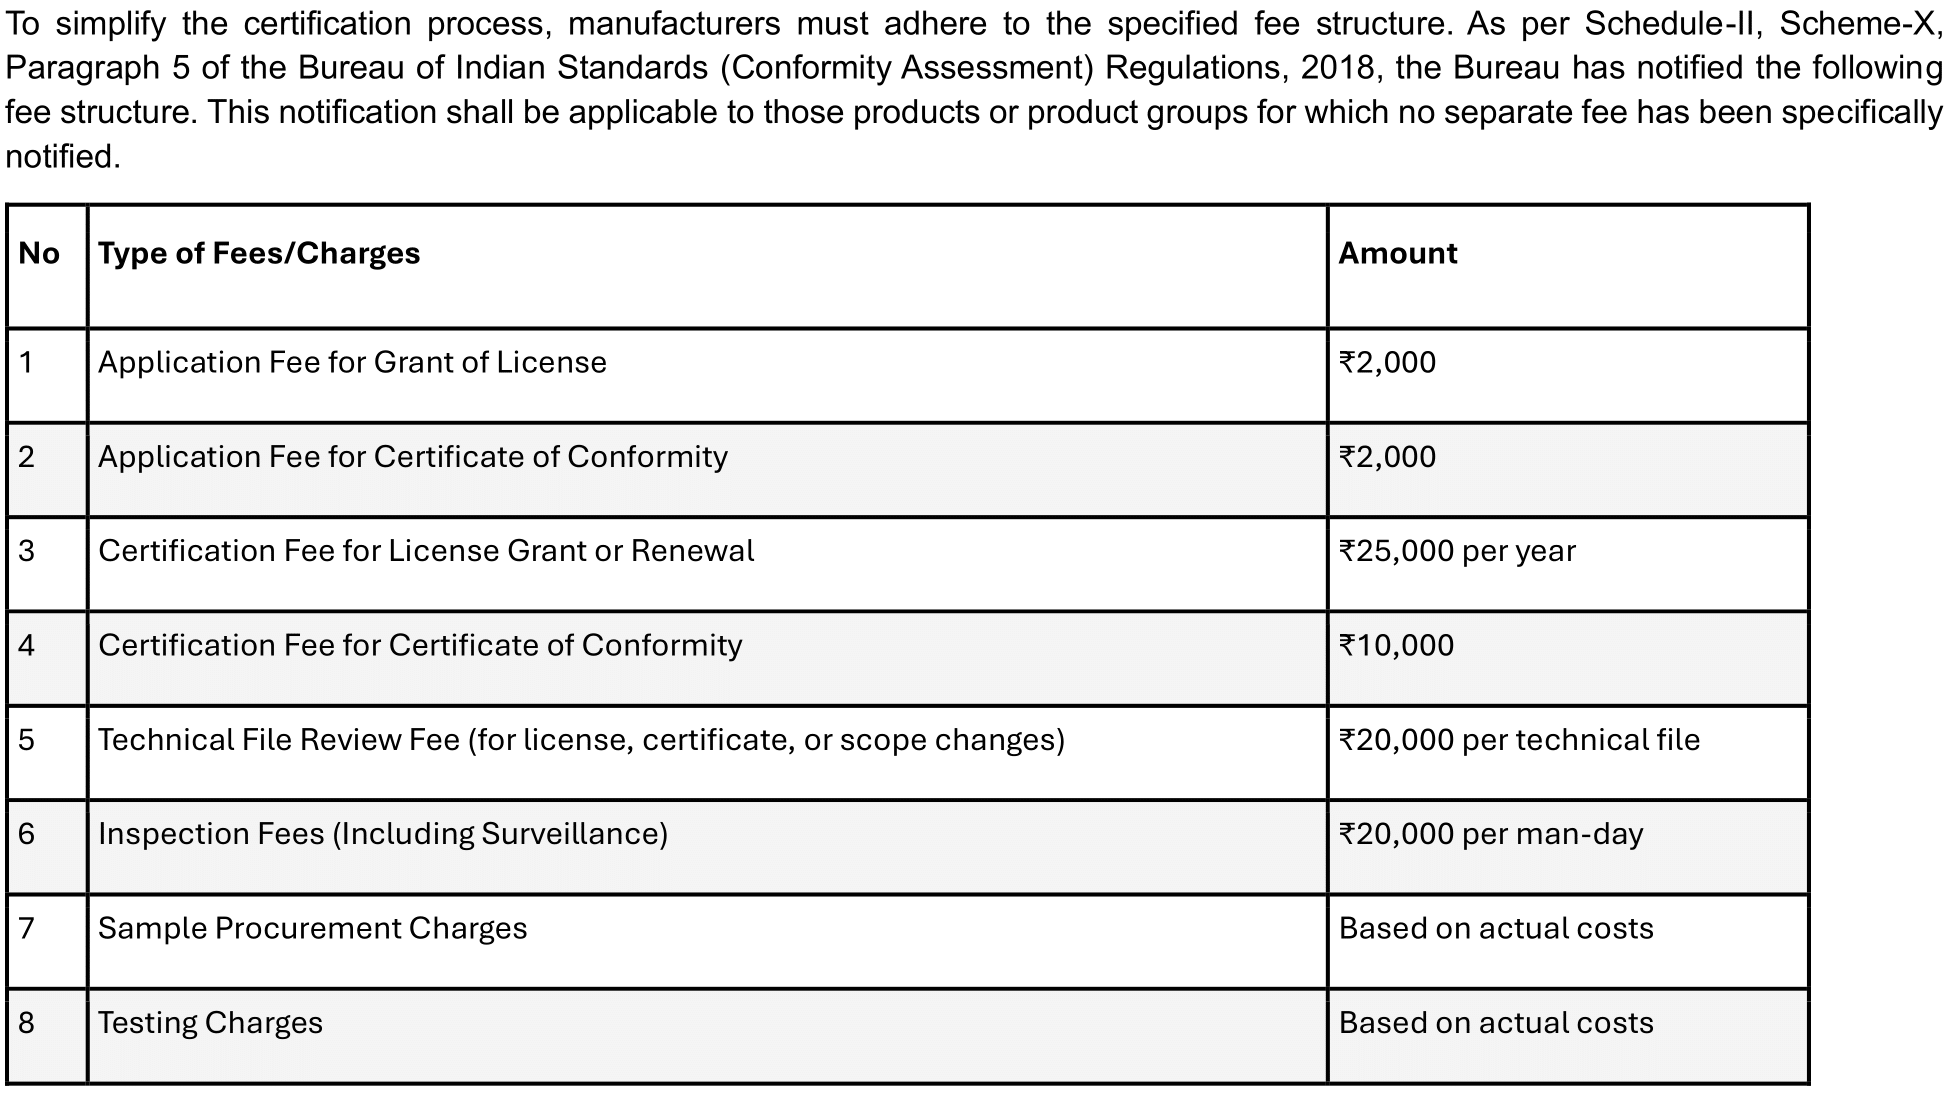 To simplify the certification process, manufacturers must adhere to the specified fee structure. As per Schedule-II, Scheme-X,
Paragraph 5 of the Bureau of Indian Standards (Conformity Assessment) Regulations, 2018, the Bureau has notified the following
fee structure. This notification shall be applicable to those products or product groups for which no separate fee has been specifically
notified.
No Type of Fees/Charges Amount
1 Application Fee for Grant of License ₹2,000
2 Application Fee for Certificate of Conformity ₹2,000
3 Certification Fee for License Grant or Renewal ₹25,000 per year
4 Certification Fee for Certificate of Conformity ₹10,000
5 Technical File Review Fee (for license, certificate, or scope changes) ₹20,000 per technical file
6 Inspection Fees (Including Surveillance) ₹20,000 per man-day
7 Sample Procurement Charges Based on actual costs
8 Testing Charges Based on actual costs